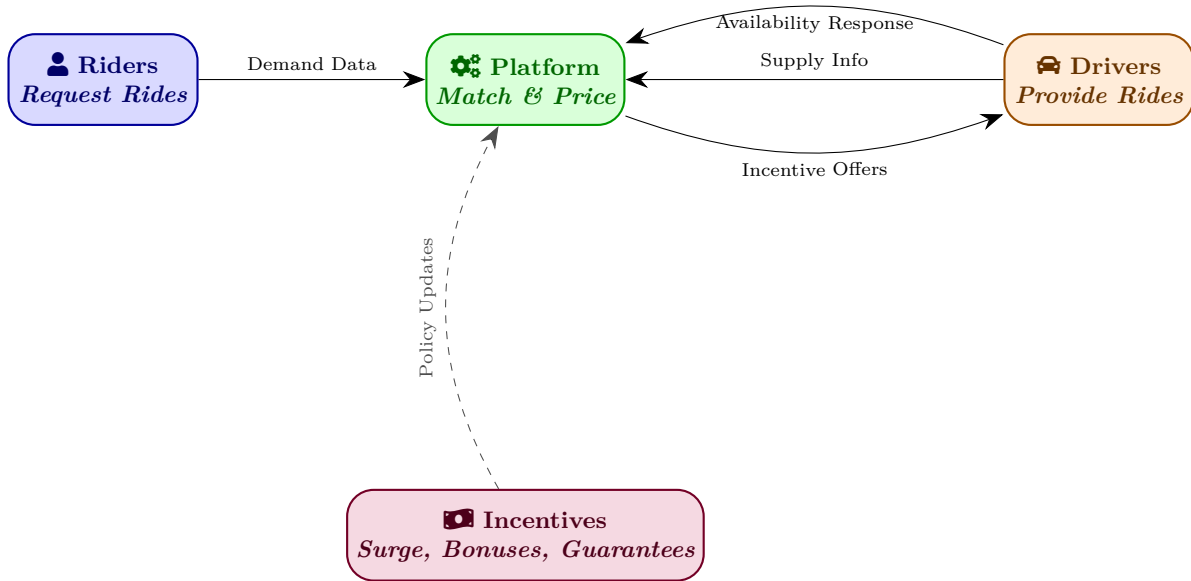 Availability Response
Riders
Request Rides
Demand Data
Platform
Match & Price
Supply Info
Drivers
Provide Rides
Incentive Offers
Policy Updates
Incentives
Surge, Bonuses, Guarantees